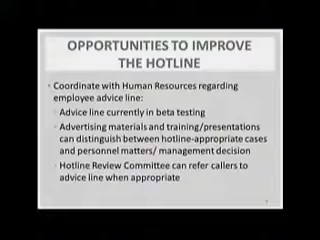 OPPORTUNITIES TO IMPROVE
THE HOTLINE
Coordinate with Human Resources regarding
employee advice line:
Advice line currently in beta testing
Advertising materials and training/presentations
can distinguish between hotline-appropriate cases
and personnel matters/ management decision
Hotline Review Committee can refer callers to
advice line when appropriate